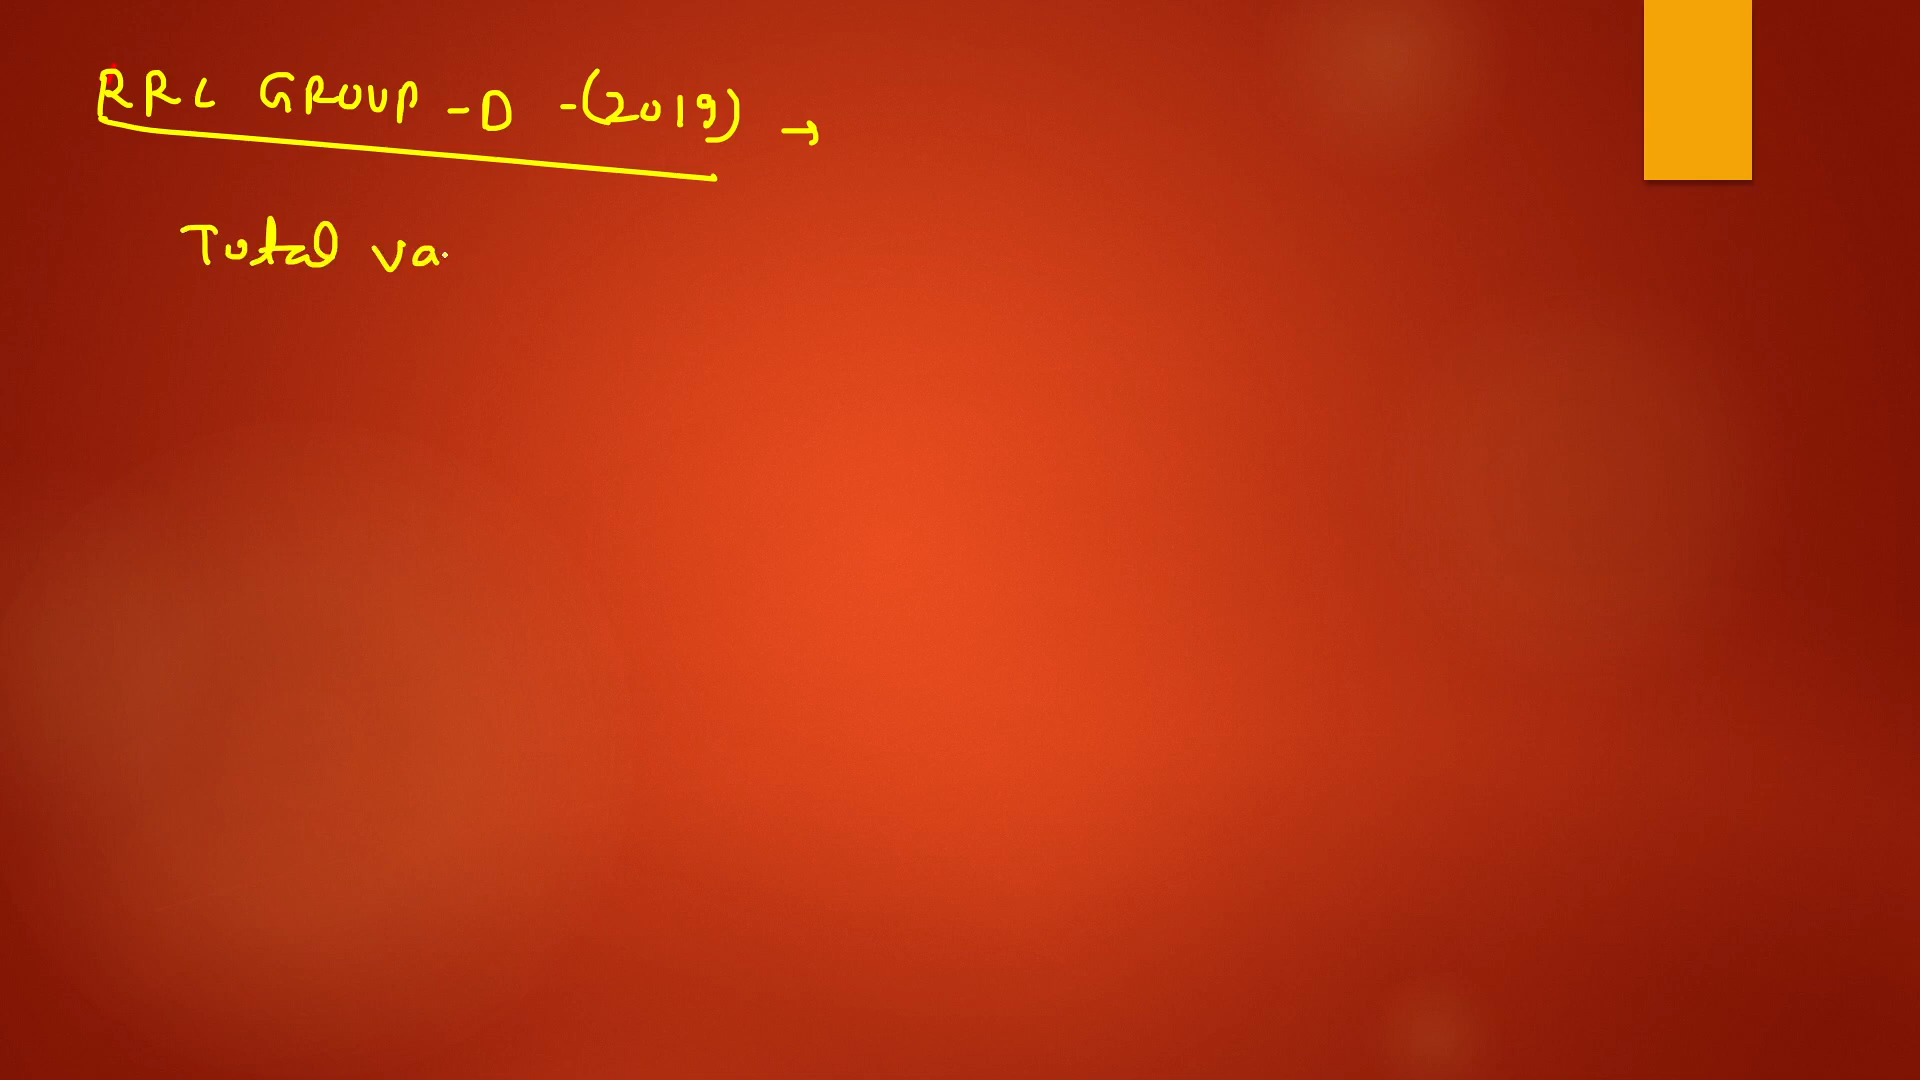 RRC GROUP -D -(2019) →
Total va